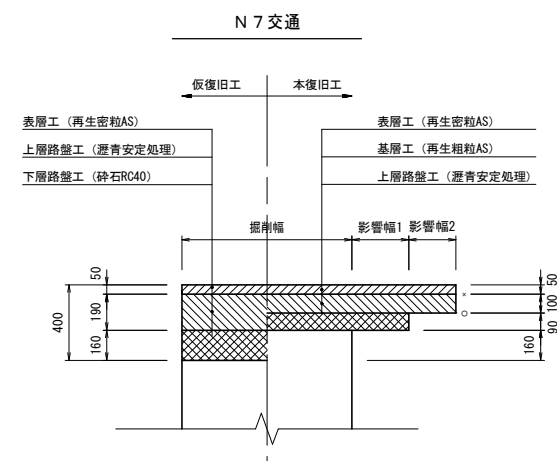 N 7 交通
仮復旧工
本復旧工
表層工（再生密粒AS）
上層路盤工（瀝青安定処理）
下層路盤工（砕石RC40）
表層工（再生密粒AS）
基層工（再生粗粒AS）
上層路盤工（瀝青安定処理）
掘削幅
影響幅1
影響幅2
400
50
190
160
50
100
90
160